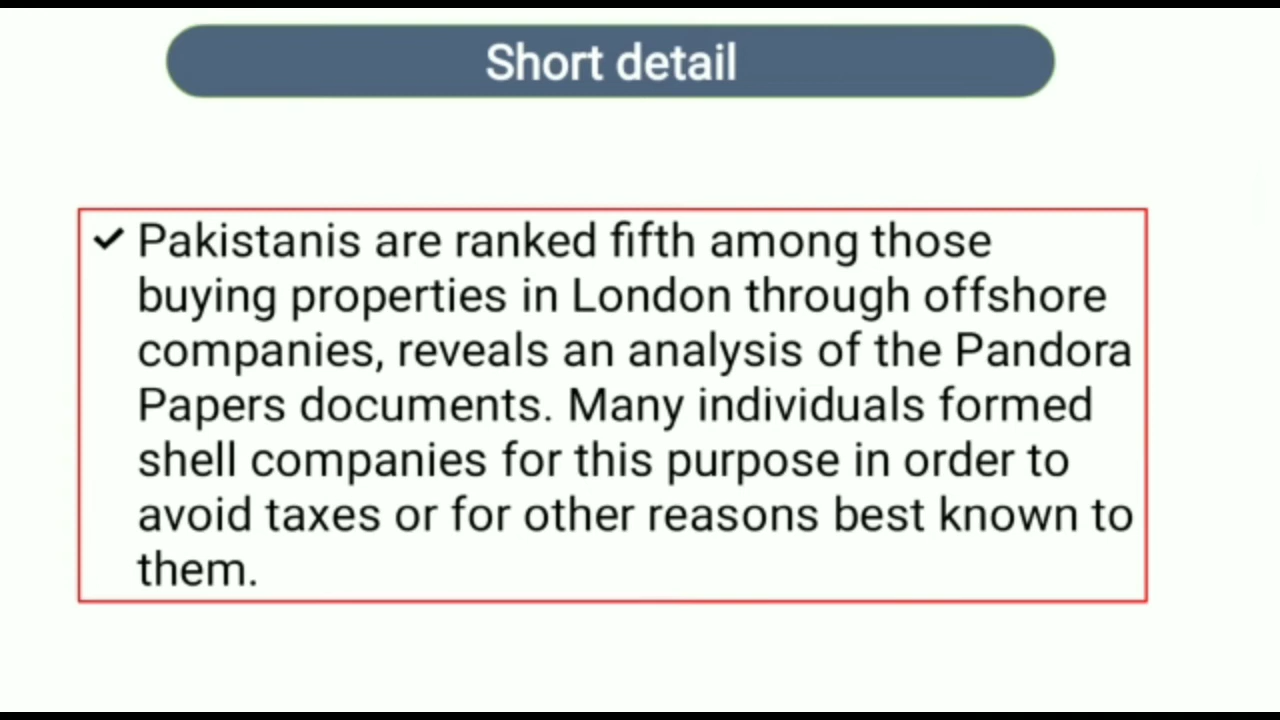 Short detail
✓ Pakistanis are ranked fifth among those
buying properties in London through offshore
companies, reveals an analysis of the Pandora
Papers documents. Many individuals formed
shell companies for this purpose in order to
avoid taxes or for other reasons best known to
them.